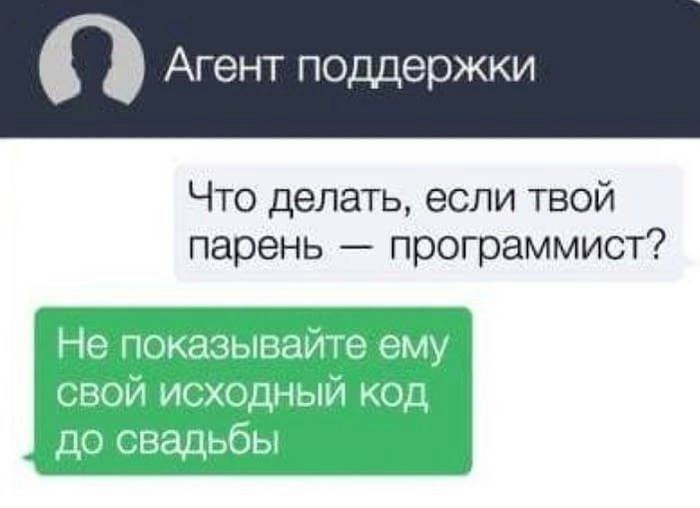 Агент поддержки
Что делать, если твой
парень — программист?
Не показывайте ему
свой исходный код
до свадьбы